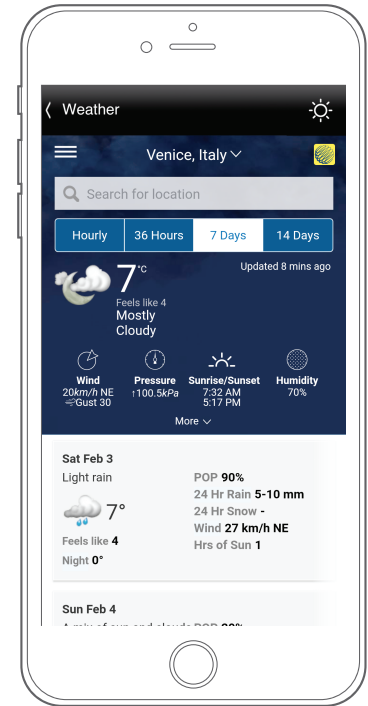 Weather
Venice, Italy
Search for location
Hourly 36 Hours 7 Days 14 Days
7°C
Updated 8 mins ago
Feels like 4
Mostly
Cloudy
Wind Pressure Sunrise/Sunset Humidity
20km/h NE ↑100.5kPa 7:32 AM 70%
Gust 30 5:17 PM
More
Sat Feb 3
Light rain POP 90%
24 Hr Rain 5-10 mm
7° 24 Hr Snow -
Wind 27 km/h NE
Feels like 4 Hrs of Sun 1
Night 0°
Sun Feb 4